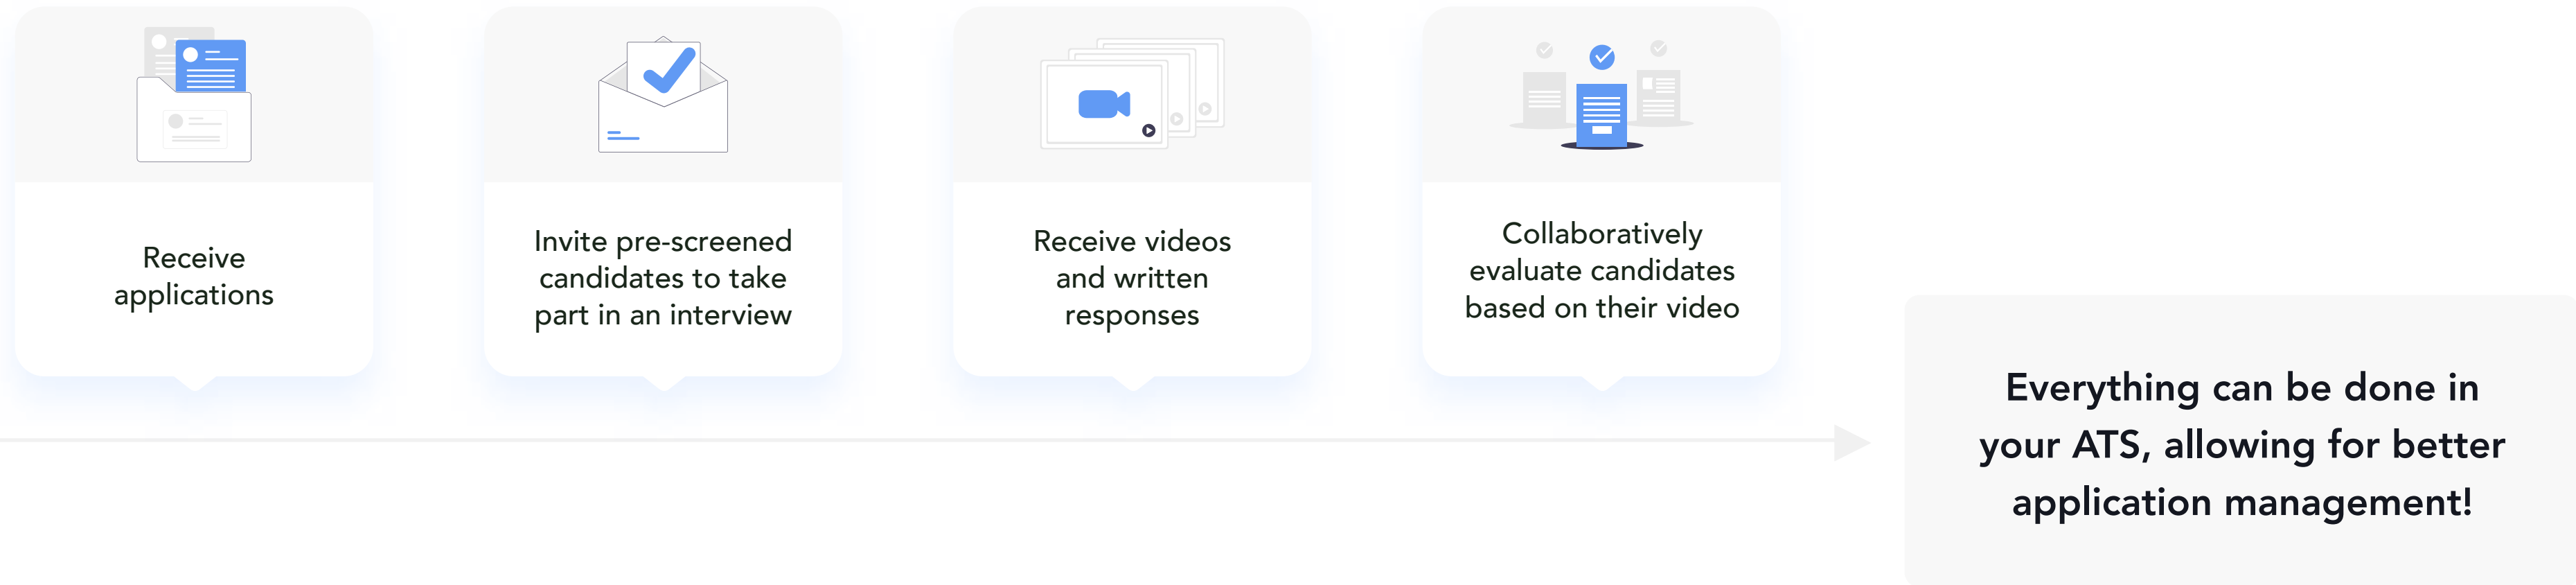 Receive
applications
Invite pre-screened
candidates to take
part in an interview
Receive videos
and written
responses
Collaboratively
evaluate candidates
based on their video
Everything can be done in
your ATS, allowing for better
application management!